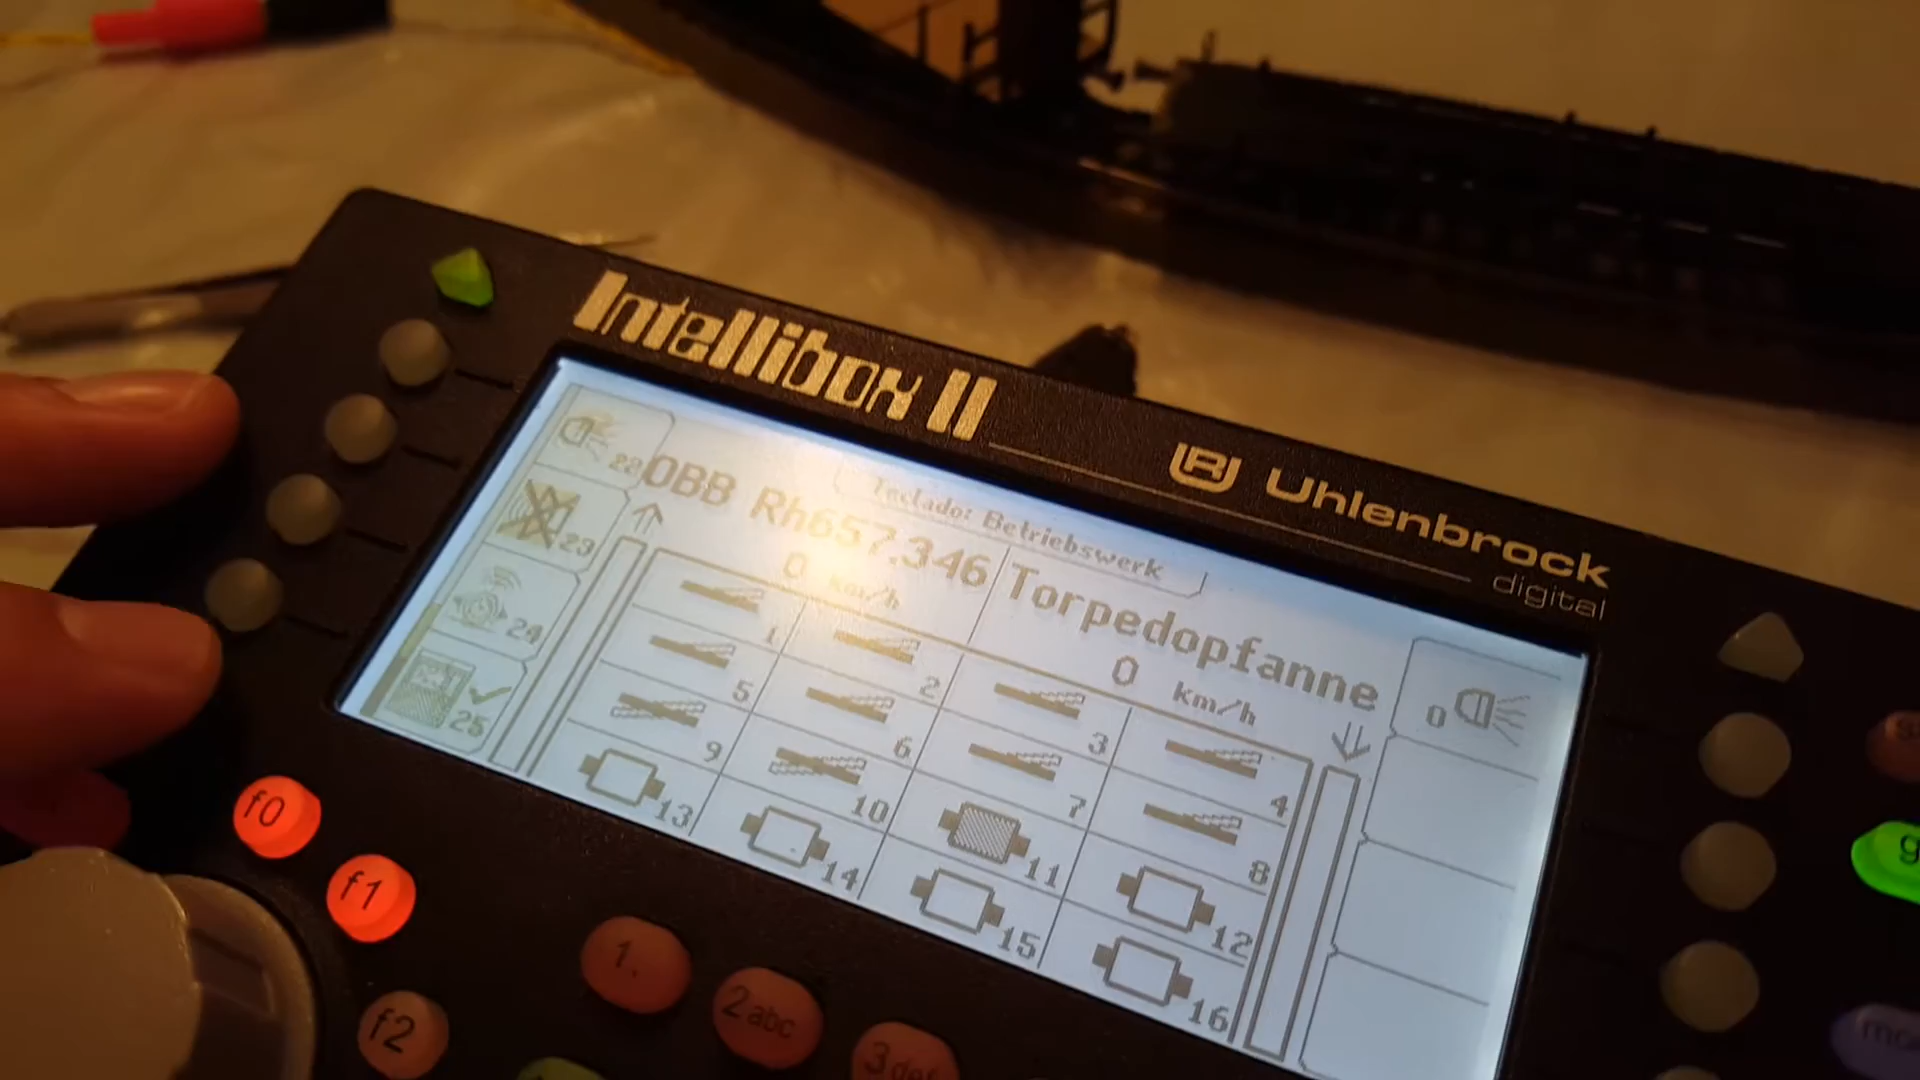 Intellibox II
Uhlenbrock
digital
Teclado: Betriebswerk
OBB Rh657.346
Torpedopfanne
0 km/h
0 km/h
22
23
24
25
0
1
2
3
4
5
6
7
8
9
10
11
12
13
14
15
16
f0
f1
f2
1.
2abc
3def
g